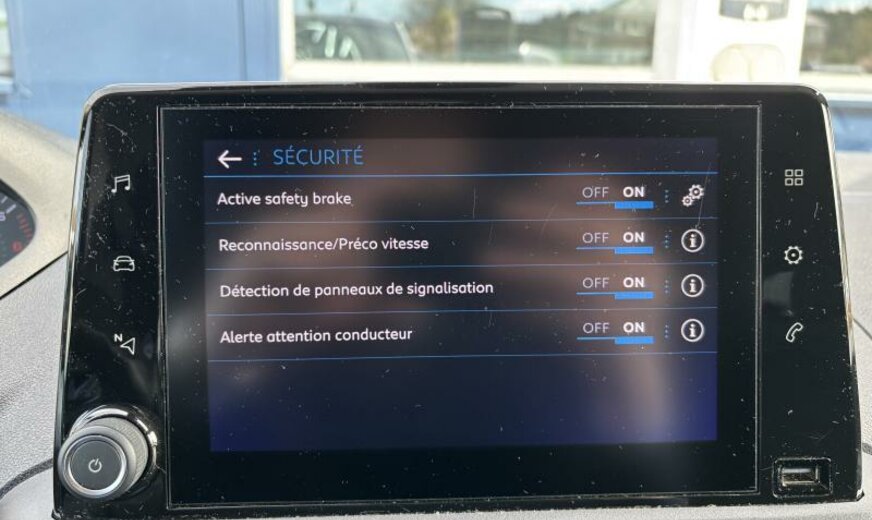 SÉCURITÉ
Active safety brake OFF ON
Reconnaissance/Préco vitesse OFF ON
Détection de panneaux de signalisation OFF ON
Alerte attention conducteur OFF ON
N